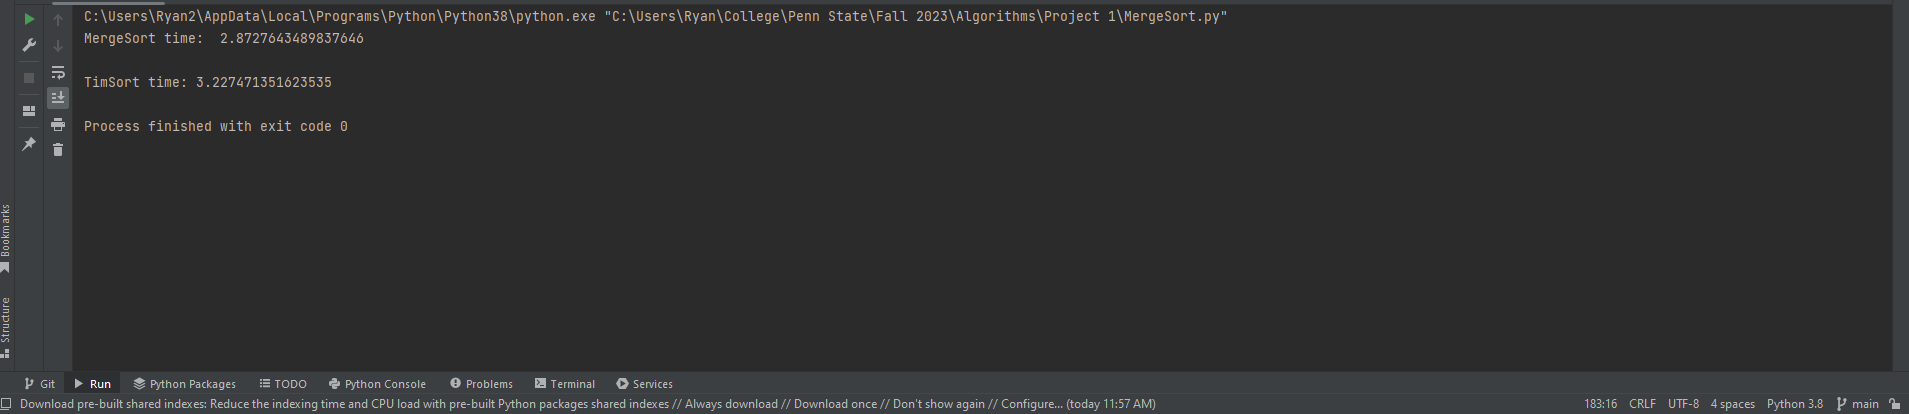 C:\Users\Ryan2\AppData\Local\Programs\Python\Python38\python.exe "C:\Users\Ryan\College\Penn State\Fall 2023\Algorithms\Project 1\MergeSort.py"
MergeSort time:  2.8727643489837646
TimSort time: 3.227471351623535
Process finished with exit code 0
Bookmarks
Structure
Git Run Python Packages TODO Python Console Problems Terminal Services
Download pre-built shared indexes: Reduce the indexing time and CPU load with pre-built Python packages shared indexes // Always download // Download once // Don't show again // Configure... (today 11:57 AM) 183:16 CRLF UTF-8 4 spaces Python 3.8 main